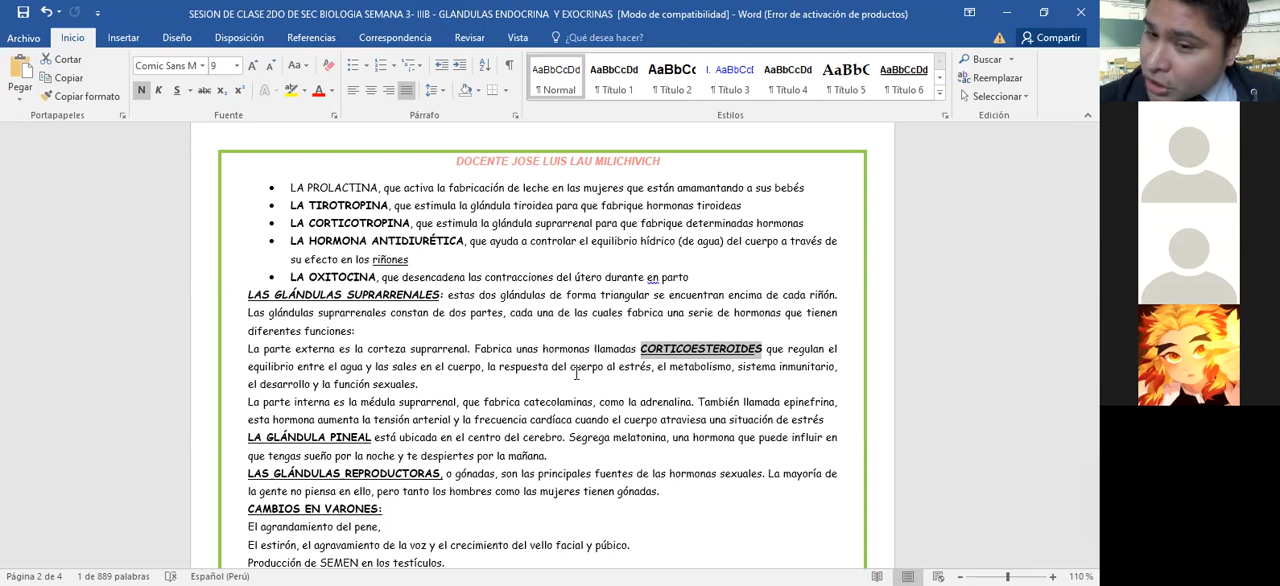 SESION DE CLASE 2DO DE SEC BIOLOGIA SEMANA 3- IIIB - GLANDULAS ENDOCRINA Y EXOCRINAS [Modo de compatibilidad] - Word (Error de activación de productos)
Archivo Inicio Insertar Diseño Disposición Referencias Correspondencia Revisar Vista ¿Qué desea hacer? Compartir
Pegar
Cortar
Copiar
Copiar formato
Portapapeles
Comic Sans M 9 Aa
N K S abc x₂ x² A ab A
Fuente
Párrafo
AaBbCcDd AaBbCcDd AaBbCc I. AaBbCcI AaBbCcDd AaBbC AaBbCcDd
¶ Normal ¶ Título 1 ¶ Título 2 ¶ Título 3 ¶ Título 4 ¶ Título 5 ¶ Título 6
Estilos
Buscar
Reemplazar
Seleccionar
Edición
DOCENTE JOSE LUIS LAU MILICHIVICH
• LA PROLACTINA, que activa la fabricación de leche en las mujeres que están amamantando a sus bebés
• LA TIROTROPINA, que estimula la glándula tiroidea para que fabrique hormonas tiroideas
• LA CORTICOTROPINA, que estimula la glándula suprarrenal para que fabrique determinadas hormonas
• LA HORMONA ANTIDIURÉTICA, que ayuda a controlar el equilibrio hídrico (de agua) del cuerpo a través de
su efecto en los riñones
• LA OXITOCINA, que desencadena las contracciones del útero durante en parto
LAS GLÁNDULAS SUPRARRENALES: estas dos glándulas de forma triangular se encuentran encima de cada riñón.
Las glándulas suprarrenales constan de dos partes, cada una de las cuales fabrica una serie de hormonas que tienen
diferentes funciones:
La parte externa es la corteza suprarrenal. Fabrica unas hormonas llamadas CORTICOESTEROIDES que regulan el
equilibrio entre el agua y las sales en el cuerpo, la respuesta del cuerpo al estrés, el metabolismo, sistema inmunitario,
el desarrollo y la función sexuales.
La parte interna es la médula suprarrenal, que fabrica catecolaminas, como la adrenalina. También llamada epinefrina,
esta hormona aumenta la tensión arterial y la frecuencia cardíaca cuando el cuerpo atraviesa una situación de estrés
LA GLÁNDULA PINEAL está ubicada en el centro del cerebro. Segrega melatonina, una hormona que puede influir en
que tengas sueño por la noche y te despiertes por la mañana.
LAS GLÁNDULAS REPRODUCTORAS, o gónadas, son las principales fuentes de las hormonas sexuales. La mayoría de
la gente no piensa en ello, pero tanto los hombres como las mujeres tienen gónadas.
CAMBIOS EN VARONES:
El agrandamiento del pene,
El estirón, el agravamiento de la voz y el crecimiento del vello facial y púbico.
Producción de SEMEN en los testículos.
Página 2 de 4 1 de 889 palabras Español (Perú) 110 %